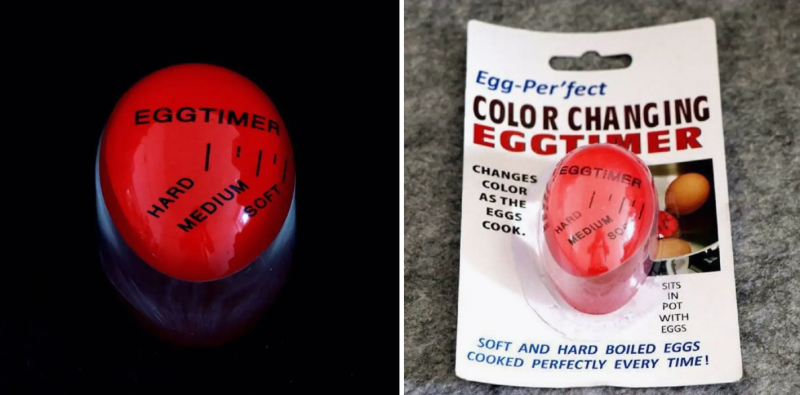 EGGTIMER
HARD
MEDIUM
SOFT
Egg-Per'fect
COLOR CHANGING
EGGTIMER
CHANGES
COLOR
AS THE
EGGS
COOK.
EGGTIMER
HARD
MEDIUM
SITS
IN
POT
WITH
EGGS
SOFT AND HARD BOILED EGGS
COOKED PERFECTLY EVERY TIME!